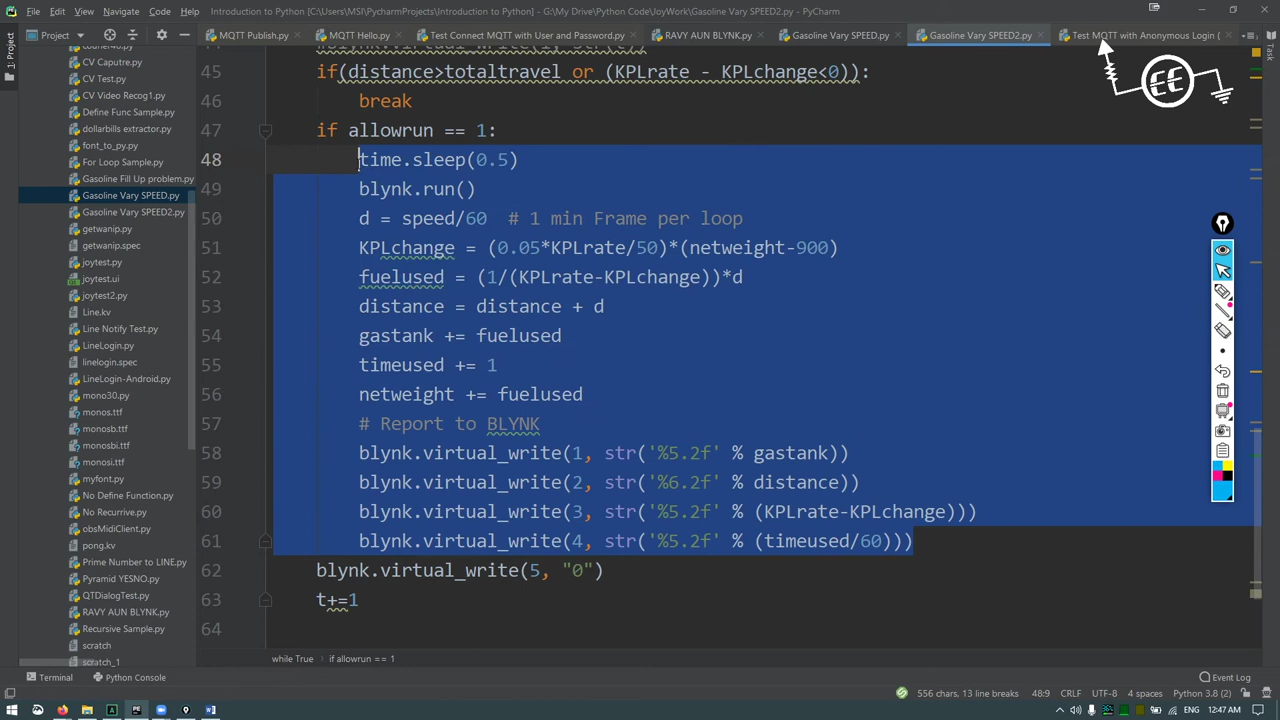 File Edit View Navigate Code Refactor Run Tools VCS Window Help Introduction to Python [C:\Users\MSI\PycharmProjects\Introduction to Python] - G:\My Drive\Python Code\JoyWork\Gasoline Vary SPEED2.py - PyCharm
Project
MQTT Publish.py MQTT Hello.py Test Connect MQTT with User and Password.py RAVY AUN BLYNK.py Gasoline Vary SPEED.py Gasoline Vary SPEED2.py Test MQTT with Anonymous Login (
1: Project
Task
EE
CV Caputre.py
CV Test.py
CV Video Recog1.py
Define Func Sample.py
dollarbills extractor.py
font_to_py.py
For Loop Sample.py
Gasoline Fill Up problem.py
Gasoline Vary SPEED.py
Gasoline Vary SPEED2.py
getwanip.py
getwanip.spec
joytest.py
joytest.ui
joytest2.py
Line.kv
Line Notify Test.py
LineLogin.py
linelogin.spec
LineLogin-Android.py
mono30.py
monos.ttf
monosb.ttf
monosbi.ttf
monosi.ttf
myfont.py
No Define Function.py
No Recurrive.py
obsMidiClient.py
pong.kv
Prime Number to LINE.py
Pyramid YESNO.py
QTDialogTest.py
RAVY AUN BLYNK.py
Recursive Sample.py
scratch
scratch_1
45 if(distance>totaltravel or (KPLrate - KPLchange<0)):
46 break
47 if allowrun == 1:
48 time.sleep(0.5)
49 blynk.run()
50 d = speed/60 # 1 min Frame per loop
51 KPLchange = (0.05*KPLrate/50)*(netweight-900)
52 fuelused = (1/(KPLrate-KPLchange))*d
53 distance = distance + d
54 gastank += fuelused
55 timeused += 1
56 netweight += fuelused
57 # Report to BLYNK
58 blynk.virtual_write(1, str('%5.2f' % gastank))
59 blynk.virtual_write(2, str('%6.2f' % distance))
60 blynk.virtual_write(3, str('%5.2f' % (KPLrate-KPLchange)))
61 blynk.virtual_write(4, str('%5.2f' % (timeused/60)))
62 blynk.virtual_write(5, "0")
63 t+=1
64
while True if allowrun == 1
Terminal Python Console Event Log
556 chars, 13 line breaks 48:9 CRLF UTF-8 4 spaces Python 3.8 (2)
12:47 AM